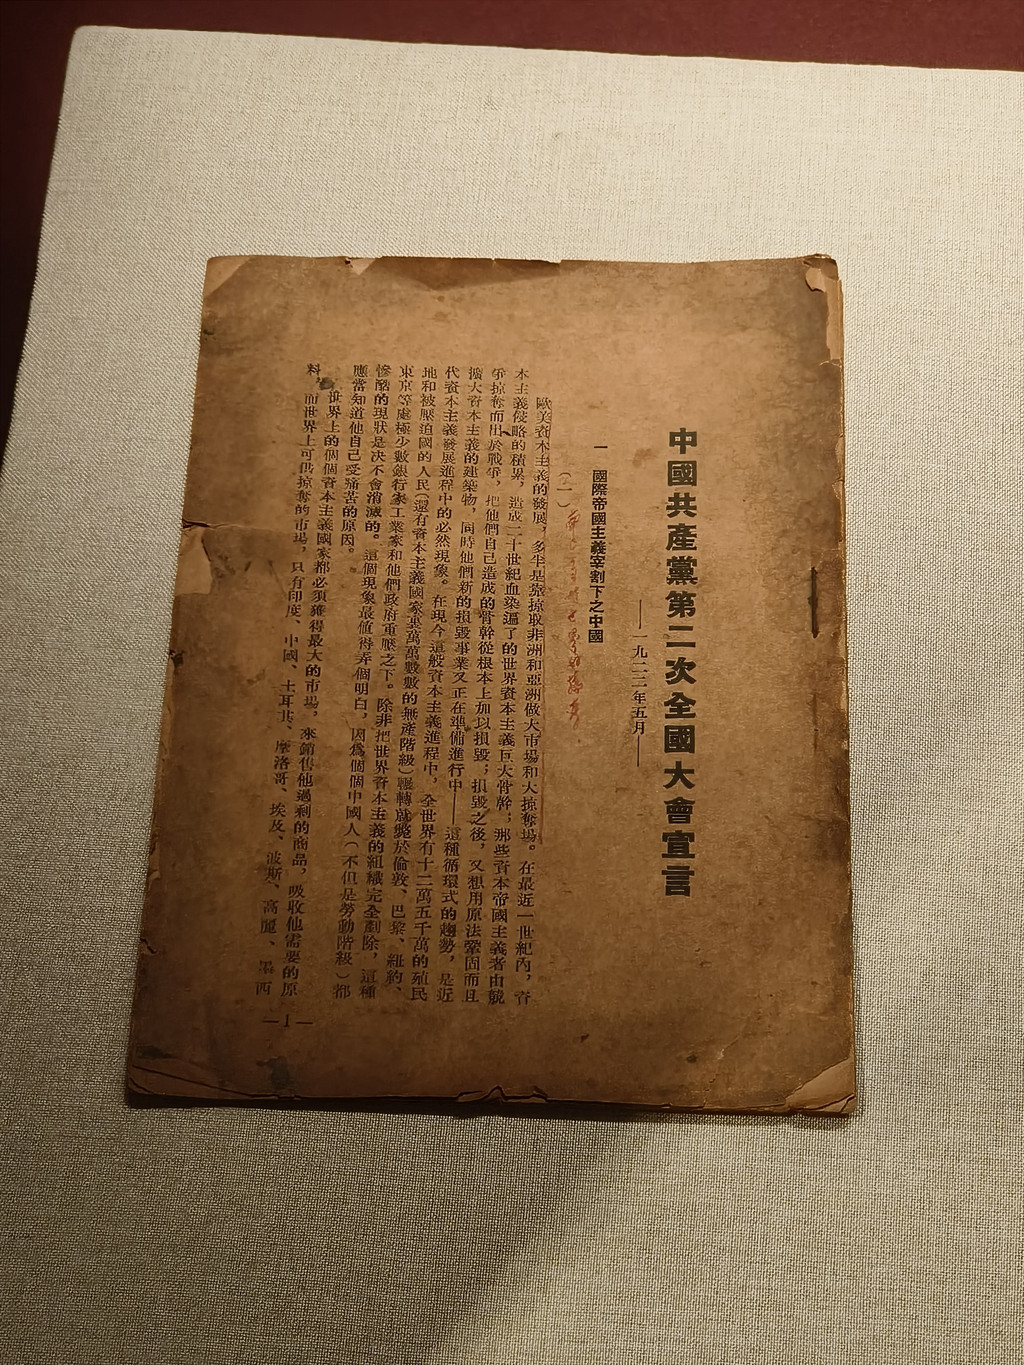 中國共產黨第二次全國大會宣言
——一九二二年五月——
一 國際帝國主義宰割下之中國
(一)
歐美資本主義的發展，多半是靠掠取非洲和亞洲做大市場和大掠奪場。在最近一世紀內，資
本主義侵略的積累，造成二十世紀血染遍了的世界資本主義巨大骨幹；那些資本帝國主義者由競
爭掠奪而出於戰爭，把他們自己造成的骨幹從根本上加以損毀；損毀之後，又想用原法鞏固而且
擴大資本主義的建築物，同時他們新的損毀事業又正在準備進行中——這種循環式的趨勢，是近
代資本主義發展進程中的必然現象。在現今這般資本主義進程中，全世界有十二萬五千萬的殖民
地和被壓迫國的人民(還有資本主義國家裏萬萬數數的無產階級)輾轉就斃於倫敦、巴黎、紐約、
東京等處極少數銀行家工業家和他們政府重壓之下。除非把世界資本主義的組織完全剷除，這種
慘酷的現狀是決不會消滅的。這個現象最值得弄個明白，因為個個中國人(不但是勞動階級)都
應當知道他自己受痛苦的原因。
世界上的個個資本主義國家都必須獲得最大的市場，來銷售他過剩的商品，吸收他需要的原
料。而世界上可供掠奪的市場，只有印度、中國、土耳其、摩洛哥、埃及、波斯、高麗、墨西
—1—